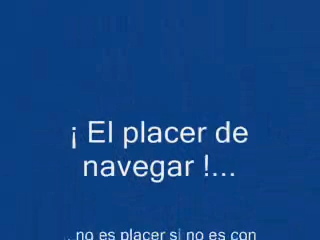 ¡ El placer de
navegar !...
.. no es placer si no es con